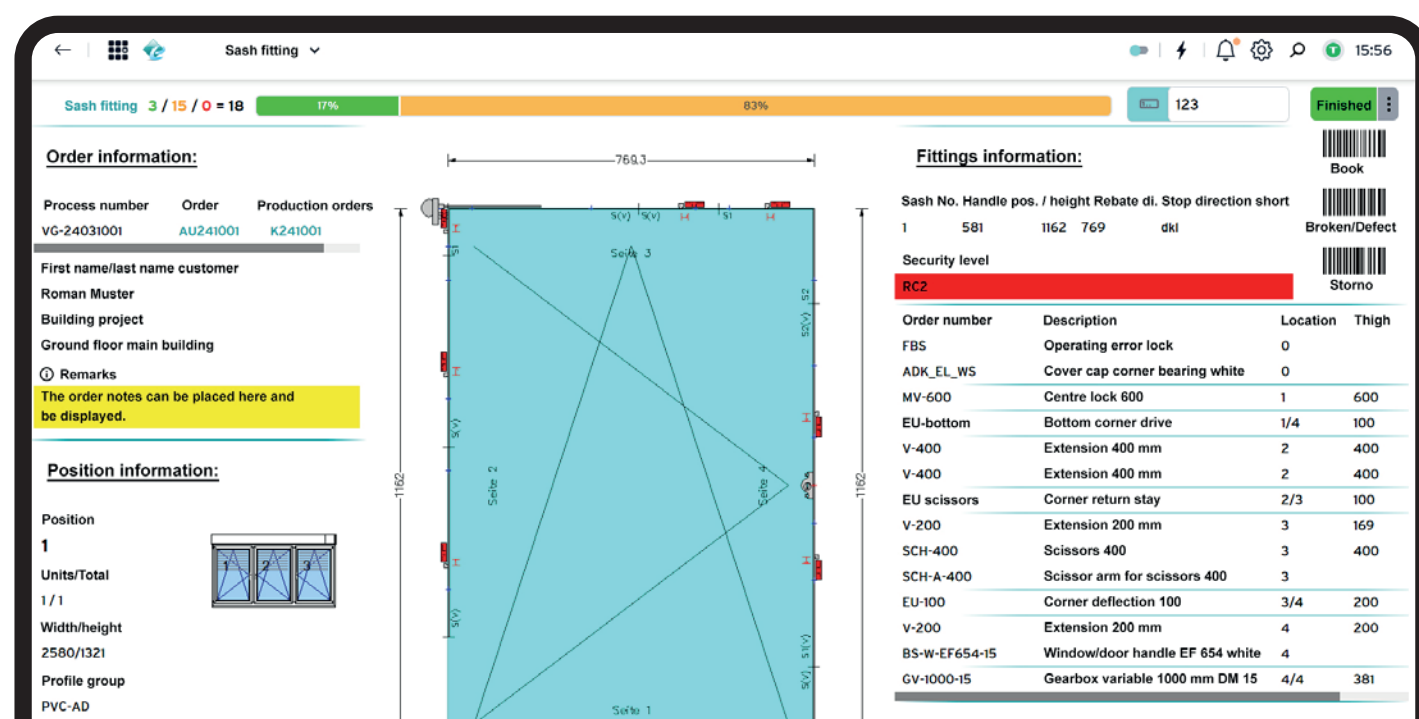 Sash fitting
15:56
Sash fitting 3 / 15 / 0 = 18
17%
83%
123
Finished
Order information:
Process number Order Production orders
VG-24031001 AU241001 K241001
First name/last name customer
Roman Muster
Building project
Ground floor main building
Remarks
The order notes can be placed here and
be displayed.
Position information:
Position
1
1 2 3
Units/Total
1 / 1
Width/height
2580/1321
Profile group
PVC-AD
769.3
S(v) S(v) S1
S1
Seite 3
S2
S2(v)
S(v)
1162
Seite 2
Seite 4
1162
S(v)
S1(v)
S(v)
Seite 1
Fittings information:
Book
Broken/Defect
Storno
Sash No. Handle pos. / height Rebate di. Stop direction short
1 581 1162 769 dkl
Security level
RC2
Order number Description Location Thigh
FBS Operating error lock 0
ADK_EL_WS Cover cap corner bearing white 0
MV-600 Centre lock 600 1 600
EU-bottom Bottom corner drive 1/4 100
V-400 Extension 400 mm 2 400
V-400 Extension 400 mm 2 400
EU scissors Corner return stay 2/3 100
V-200 Extension 200 mm 3 169
SCH-400 Scissors 400 3 400
SCH-A-400 Scissor arm for scissors 400 3
EU-100 Corner deflection 100 3/4 200
V-200 Extension 200 mm 4 200
BS-W-EF654-15 Window/door handle EF 654 white 4
GV-1000-15 Gearbox variable 1000 mm DM 15 4/4 381